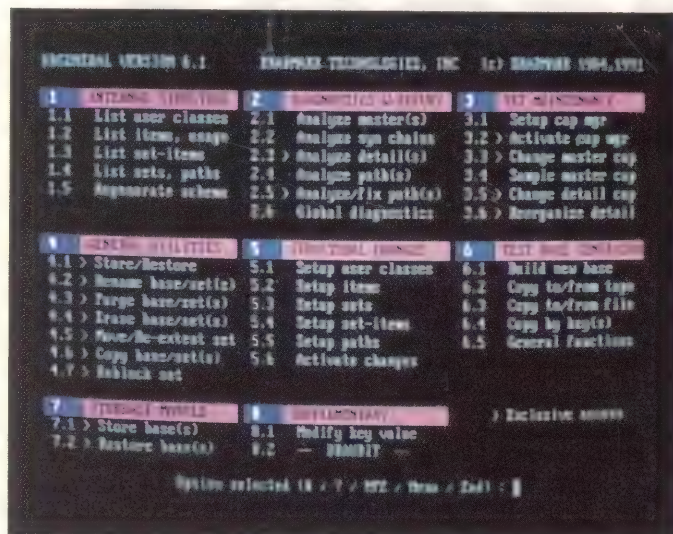 DBGENERAL VERSION 6.1 BRADMARK TECHNOLOGIES, INC (c) BRADMARK 1984,1991
1 INTERNAL STRUCTURE 2 DIAGNOSTICS 3 SET MAINTENANCE
1.1 List user classes 2.1 Analyze master(s) 3.1 Setup cap mgr
1.2 List items, usage 2.2 Analyze syn chains 3.2 > Activate cap mgr
1.3 List set-items 2.3 > Analyze detail(s) 3.3 > Change master cap
1.4 List sets, paths 2.4 Analyze path(s) 3.4 Sample master cap
1.5 Regenerate schema 2.5 > Analyze/fix path(s) 3.5 > Change detail cap
2.6 Global diagnostics 3.6 > Reorganize detail
4 GENERAL UTILITIES 5 STRUCTURAL CHANGES 6 TEST BASE
4.1 > Store/Restore 5.1 Setup user classes 6.1 Build new base
4.2 > Rename base/set(s) 5.2 Setup items 6.2 Copy to/from tape
4.3 > Purge base/set(s) 5.3 Setup sets 6.3 Copy to/from file
4.4 > Erase base/set(s) 5.4 Setup set-items 6.4 Copy by key(s)
4.5 > Move/Re-extent set 5.5 Setup paths 6.5 General functions
4.6 > Copy base/set(s) 5.6 Activate changes
4.7 > Reblock set
7 STORAGE 8 SUPPLEMENTARY > Exclusive access
7.1 > Store base(s) 8.1 Modify key value
7.2 > Restore base(s) 8.2
Option selected